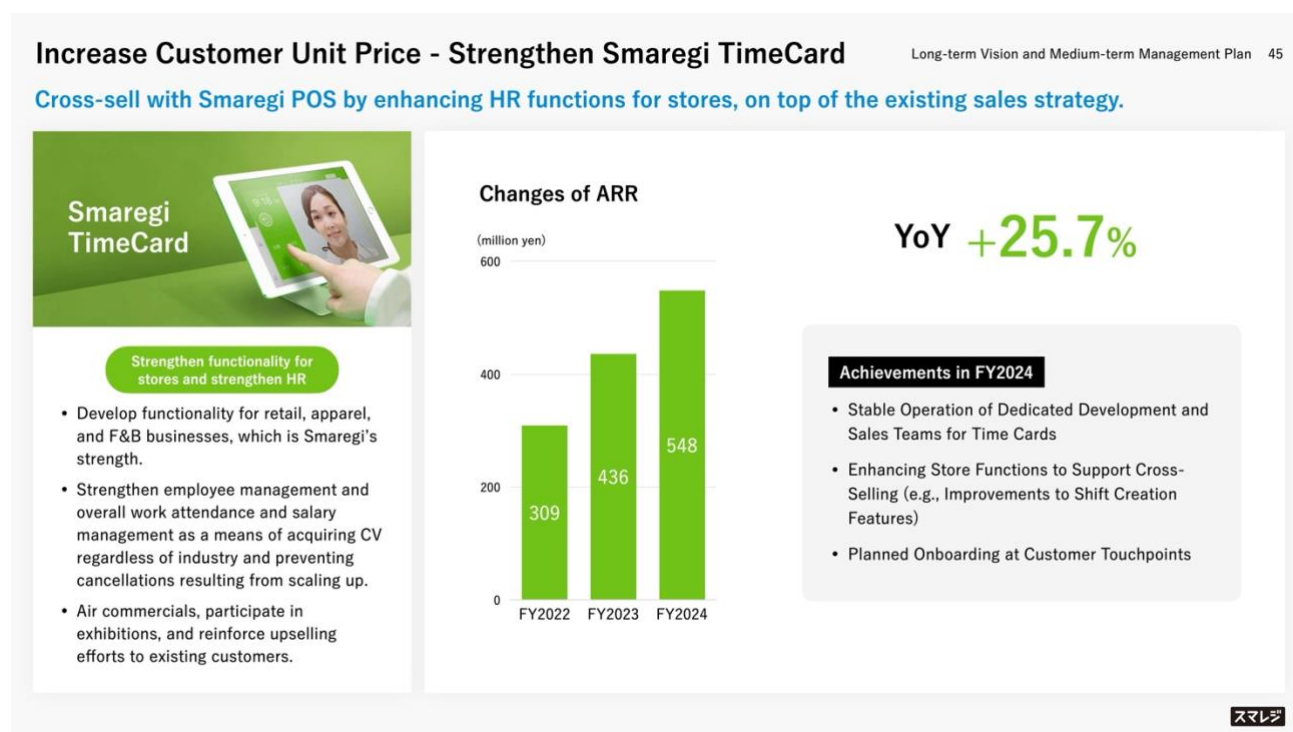 Increase Customer Unit Price - Strengthen Smaregi TimeCard
Long-term Vision and Medium-term Management Plan 45
Cross-sell with Smaregi POS by enhancing HR functions for stores, on top of the existing sales strategy.
Smaregi
TimeCard
Strengthen functionality for
stores and strengthen HR
• Develop functionality for retail, apparel,
and F&B businesses, which is Smaregi's
strength.
• Strengthen employee management and
overall work attendance and salary
management as a means of acquiring CV
regardless of industry and preventing
cancellations resulting from scaling up.
• Air commercials, participate in
exhibitions, and reinforce upselling
efforts to existing customers.
Changes of ARR
(million yen)
600
400
200
0
309
436
548
FY2022 FY2023 FY2024
YoY +25.7%
Achievements in FY2024
• Stable Operation of Dedicated Development and
Sales Teams for Time Cards
• Enhancing Store Functions to Support Cross-
Selling (e.g., Improvements to Shift Creation
Features)
• Planned Onboarding at Customer Touchpoints
スマレジ